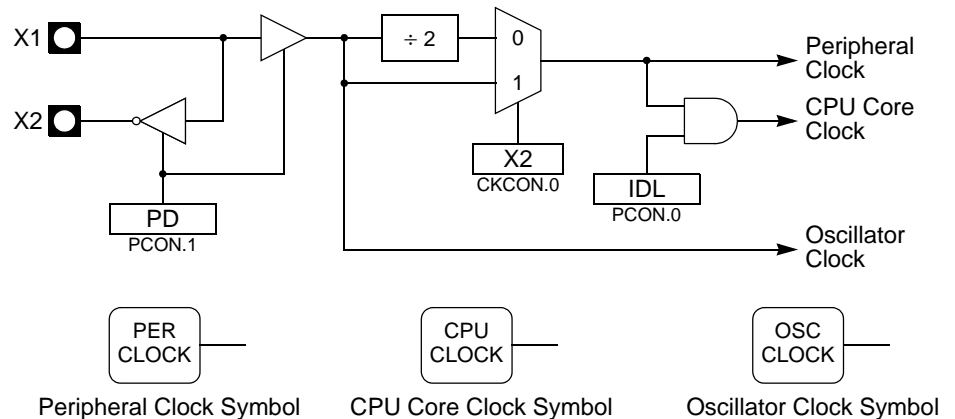 X1
÷ 2
0
1
Peripheral
Clock
X2
CPU Core
Clock
X2
CKCON.0
IDL
PCON.0
PD
PCON.1
Oscillator
Clock
PER
CLOCK
CPU
CLOCK
OSC
CLOCK
Peripheral Clock Symbol
CPU Core Clock Symbol
Oscillator Clock Symbol